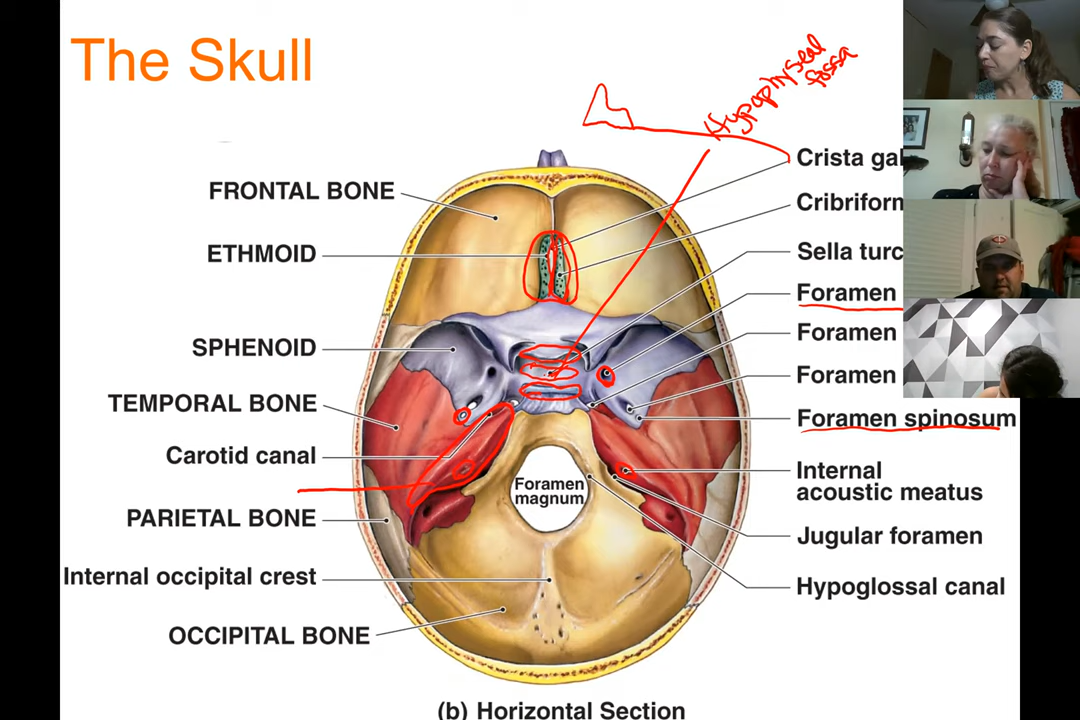 The Skull
Hypophyseal
fossa
FRONTAL BONE
ETHMOID
SPHENOID
TEMPORAL BONE
Carotid canal
PARIETAL BONE
Internal occipital crest
OCCIPITAL BONE
Crista gal
Cribriforn
Sella turc
Foramen
Foramen
Foramen
Foramen spinosum
Internal
acoustic meatus
Jugular foramen
Hypoglossal canal
Foramen
magnum
(b) Horizontal Section